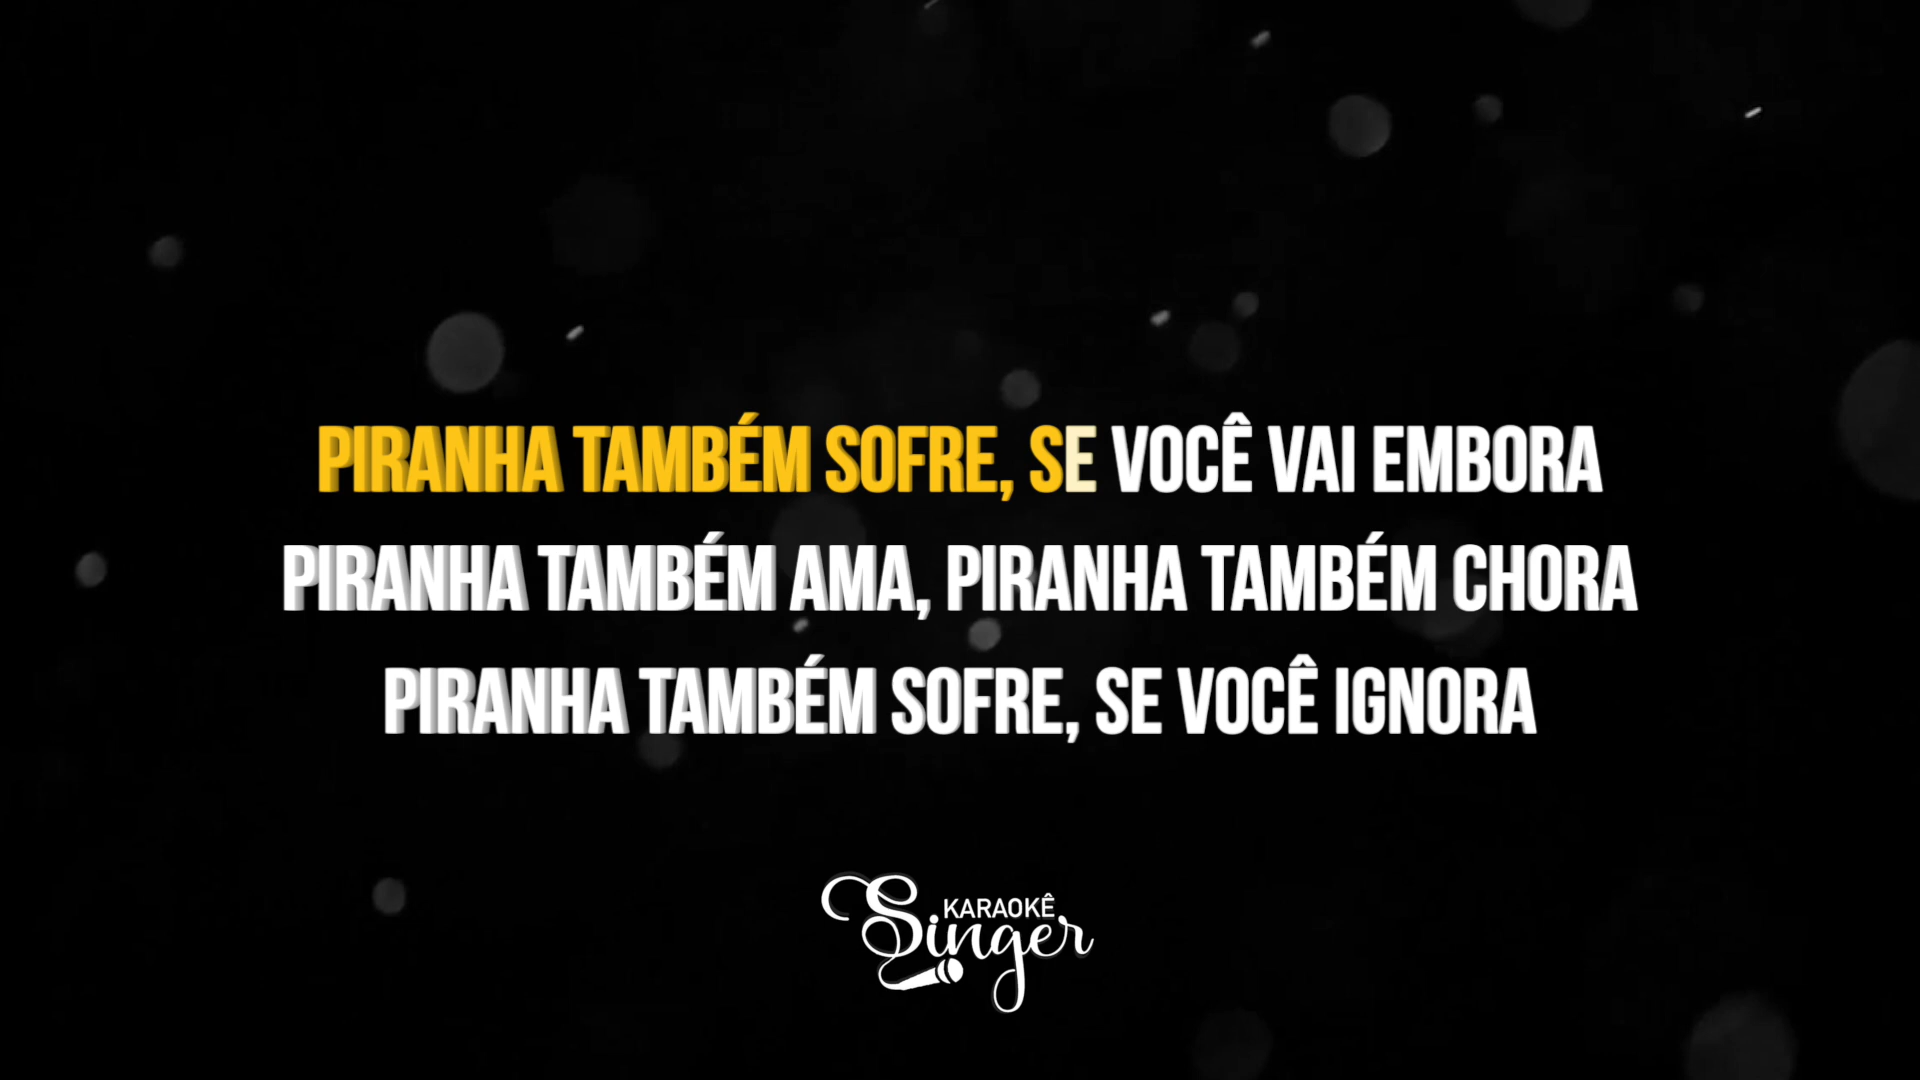 PIRANHA TAMBÉM SOFRE, SE VOCÊ VAI EMBORA
PIRANHA TAMBÉM AMA, PIRANHA TAMBÉM CHORA
PIRANHA TAMBÉM SOFRE, SE VOCÊ IGNORA
KARAOKÊ
Singer